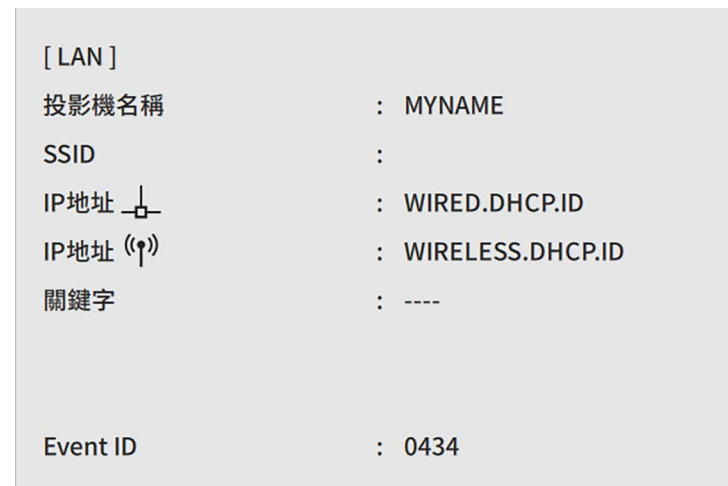 [ LAN ]
投影機名稱 : MYNAME
SSID :
IP地址 : WIRED.DHCP.ID
IP地址 : WIRELESS.DHCP.ID
關鍵字 : ----
Event ID : 0434